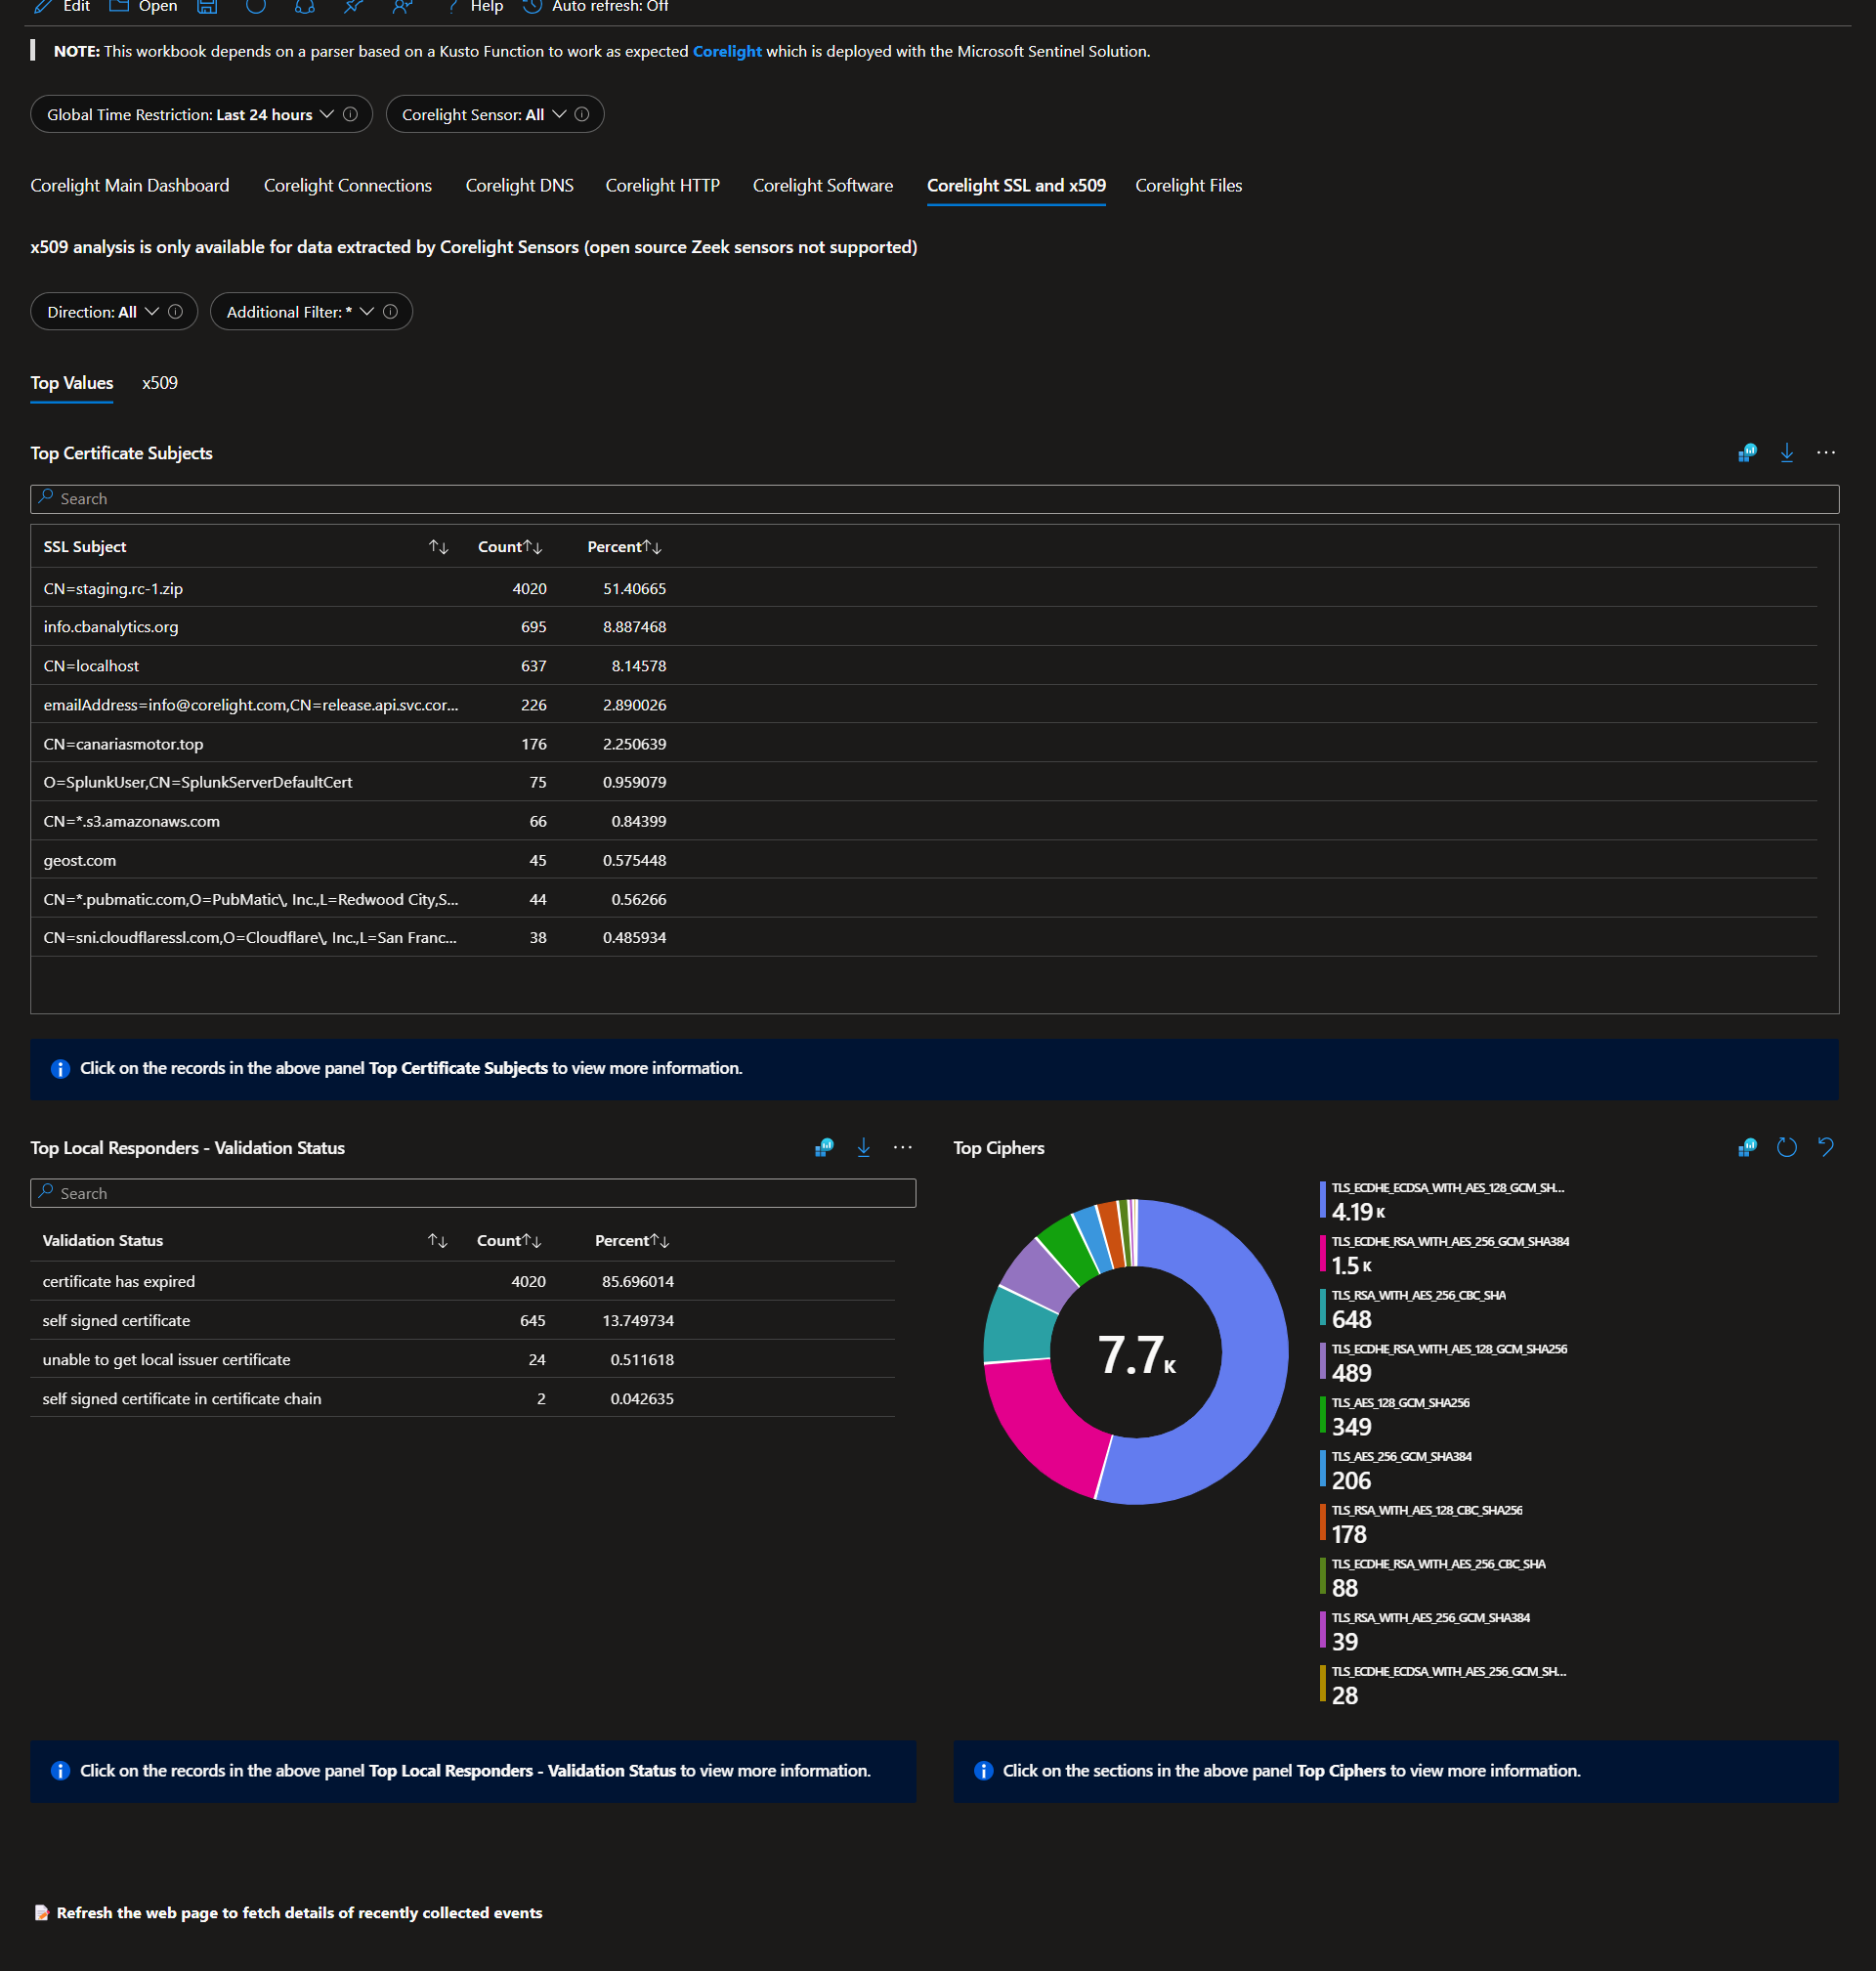 Edit Open Help Auto refresh: Off
NOTE: This workbook depends on a parser based on a Kusto Function to work as expected Corelight which is deployed with the Microsoft Sentinel Solution.
Global Time Restriction: Last 24 hours Corelight Sensor: All
Corelight Main Dashboard Corelight Connections Corelight DNS Corelight HTTP Corelight Software Corelight SSL and x509 Corelight Files
x509 analysis is only available for data extracted by Corelight Sensors (open source Zeek sensors not supported)
Direction: All Additional Filter: *
Top Values x509
Top Certificate Subjects
Search
SSL Subject Count Percent
CN=staging.rc-1.zip 4020 51.40665
info.cbanalytics.org 695 8.887468
CN=localhost 637 8.14578
emailAddress=info@corelight.com,CN=release.api.svc.cor... 226 2.890026
CN=canariasmotor.top 176 2.250639
O=SplunkUser,CN=SplunkServerDefaultCert 75 0.959079
CN=*.s3.amazonaws.com 66 0.84399
geost.com 45 0.575448
CN=*.pubmatic.com,O=PubMatic\, Inc.,L=Redwood City,S... 44 0.56266
CN=sni.cloudflaressl.com,O=Cloudflare\, Inc.,L=San Franc... 38 0.485934
Click on the records in the above panel Top Certificate Subjects to view more information.
Top Local Responders - Validation Status
Search
Validation Status Count Percent
certificate has expired 4020 85.696014
self signed certificate 645 13.749734
unable to get local issuer certificate 24 0.511618
self signed certificate in certificate chain 2 0.042635
Top Ciphers
7.7K
TLS_ECDHE_ECDSA_WITH_AES_128_GCM_SH...
4.19 K
TLS_ECDHE_RSA_WITH_AES_256_GCM_SHA384
1.5 K
TLS_RSA_WITH_AES_256_CBC_SHA
648
TLS_ECDHE_RSA_WITH_AES_128_GCM_SHA256
489
TLS_AES_128_GCM_SHA256
349
TLS_AES_256_GCM_SHA384
206
TLS_RSA_WITH_AES_128_CBC_SHA256
178
TLS_ECDHE_RSA_WITH_AES_256_CBC_SHA
88
TLS_RSA_WITH_AES_256_GCM_SHA384
39
TLS_ECDHE_ECDSA_WITH_AES_256_GCM_SH...
28
Click on the records in the above panel Top Local Responders - Validation Status to view more information.
Click on the sections in the above panel Top Ciphers to view more information.
Refresh the web page to fetch details of recently collected events